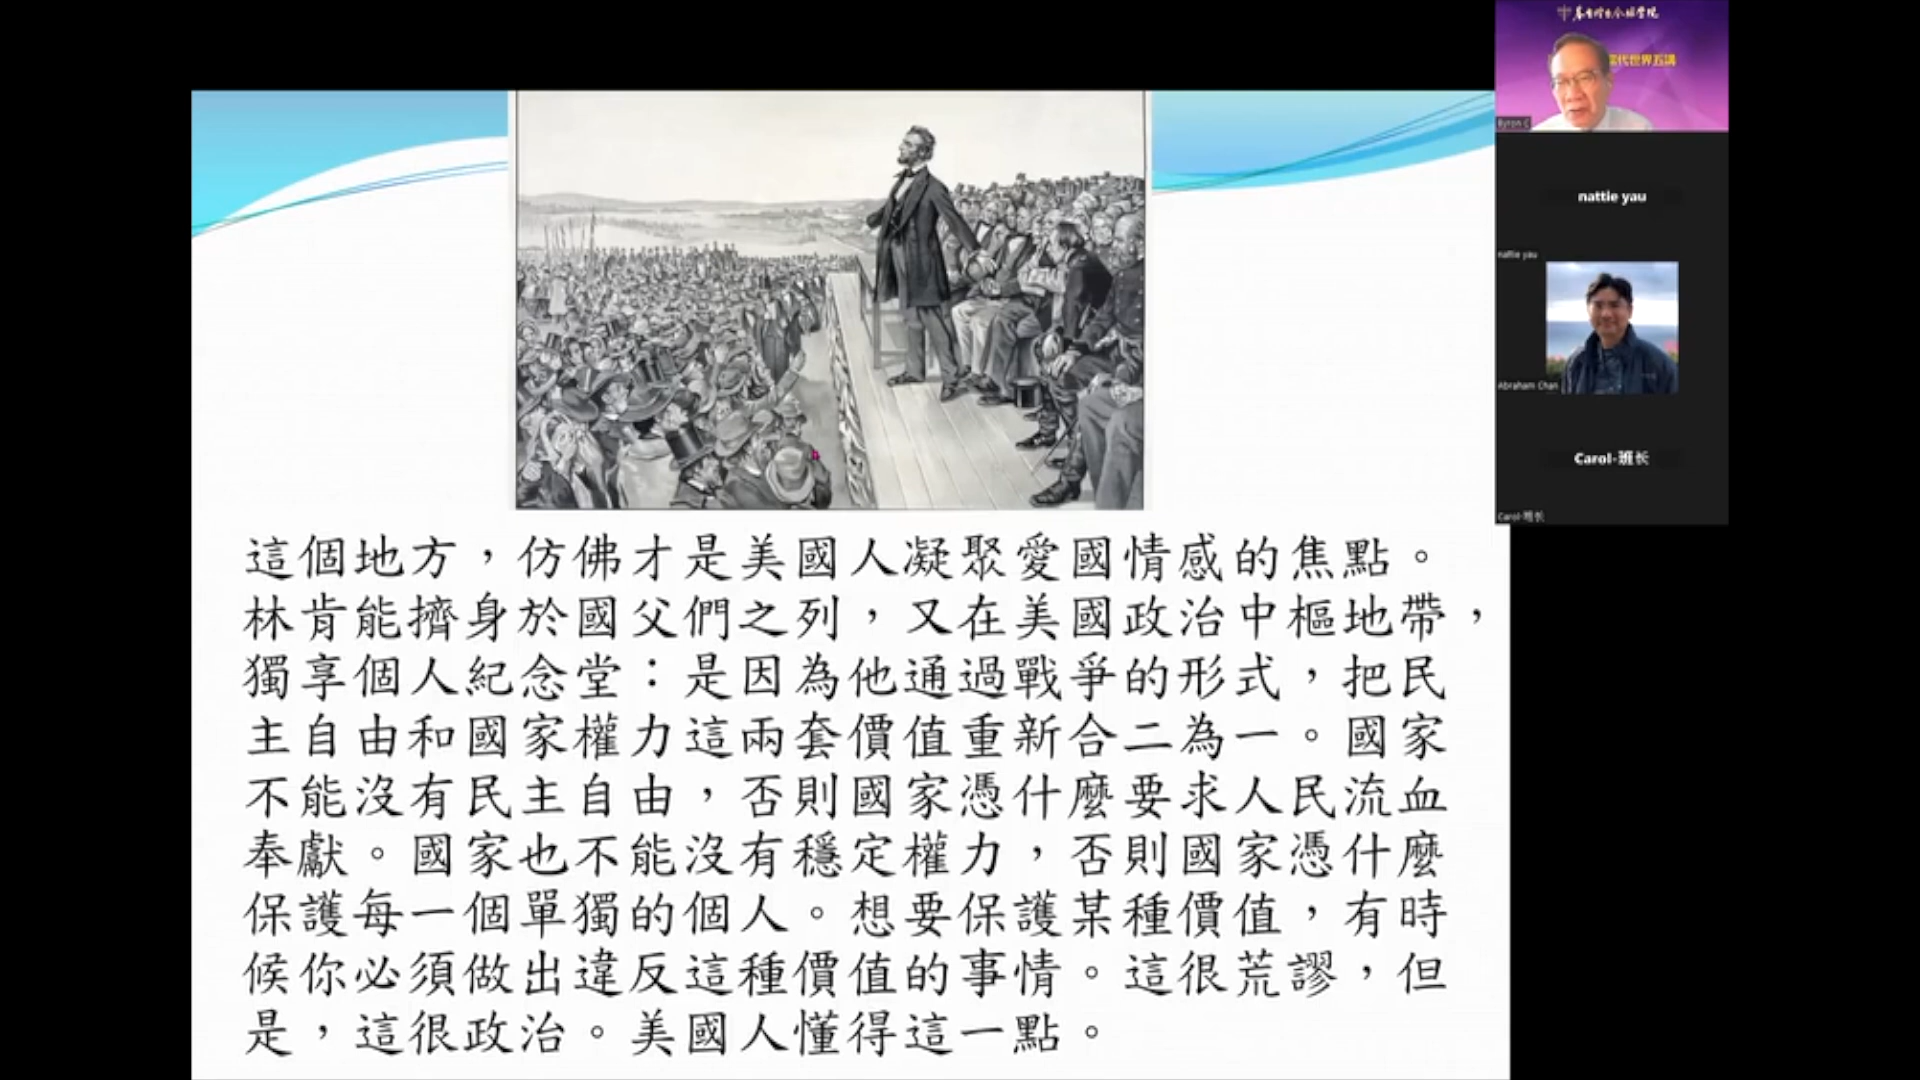 這個地方，仿佛才是美國人凝聚愛國情感的焦點。
林肯能擠身於國父們之列，又在美國政治中樞地帶，
獨享個人紀念堂：是因為他通過戰爭的形式，把民
主自由和國家權力這兩套價值重新合二為一。國家
不能沒有民主自由，否則國家憑什麼要求人民流血
奉獻。國家也不能沒有穩定權力，否則國家憑什麼
保護每一個單獨的個人。想要保護某種價值，有時
候你必須做出違反這種價值的事情。這很荒謬，但
是，這很政治。美國人懂得這一點。
代世界五講
Byron C
nattie yau
nattie yau
Abraham Chan
Carol-班长
Carol-班长